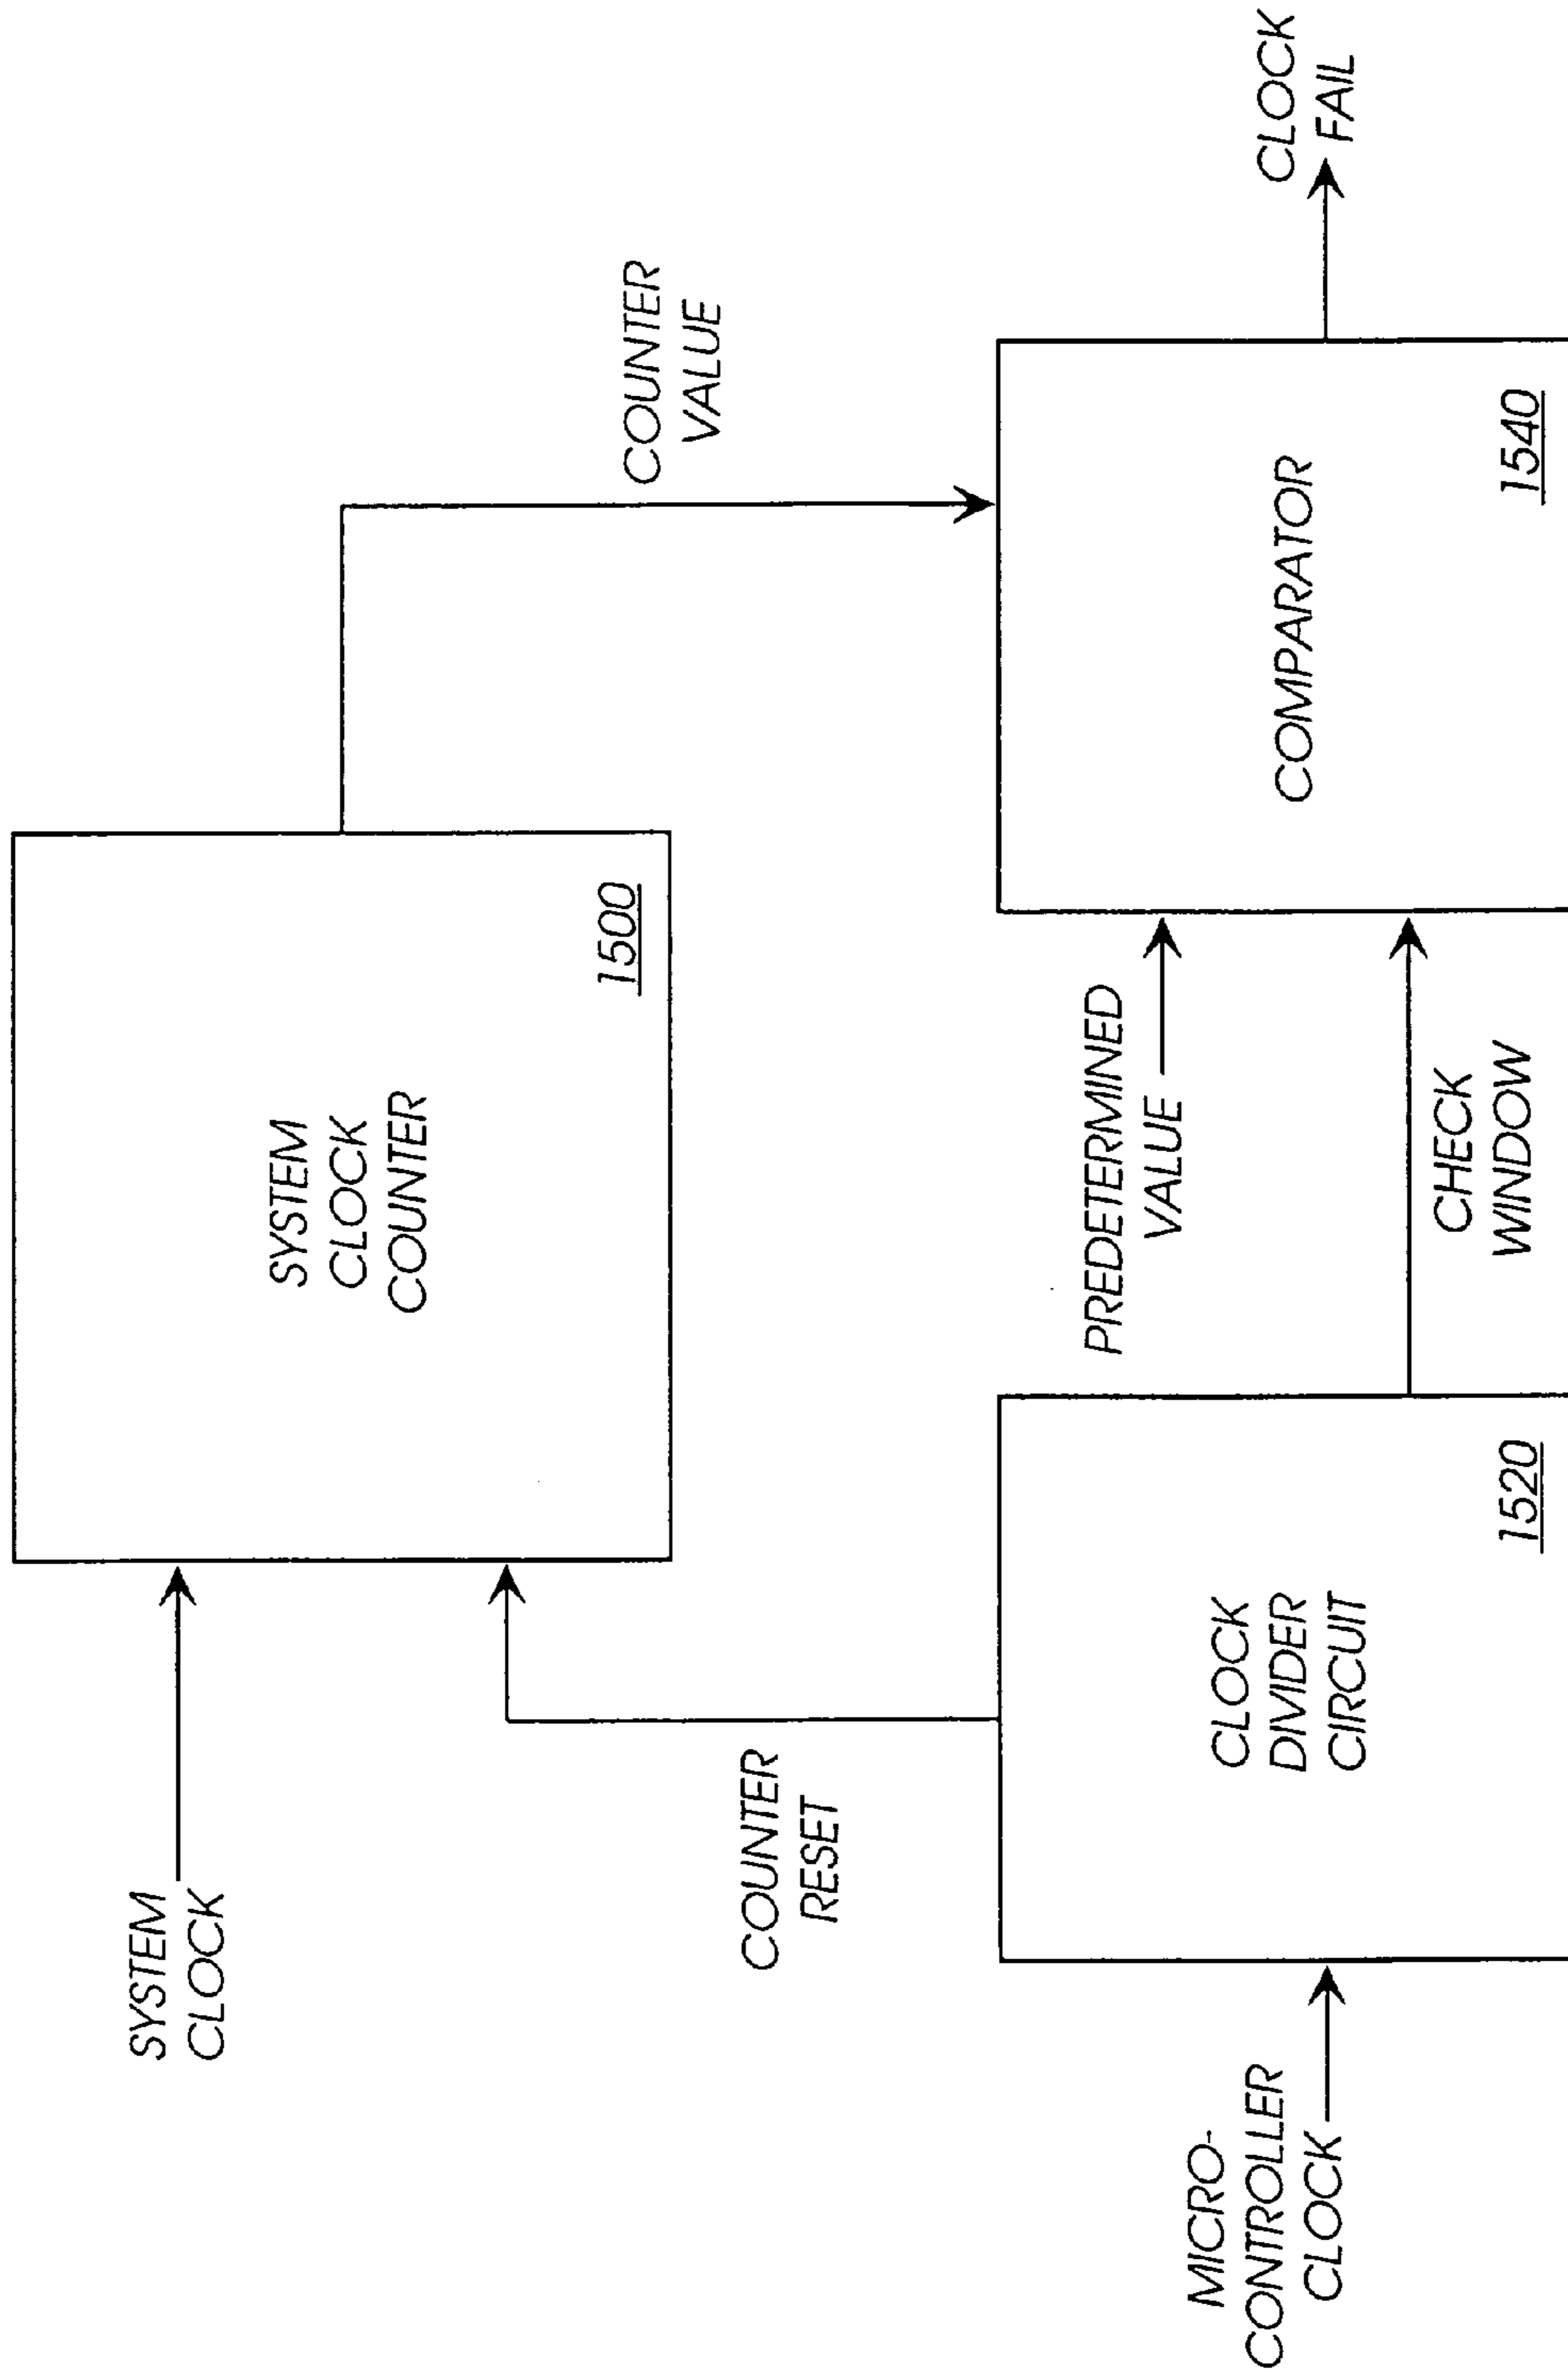 SYSTEM
CLOCK
SYSTEM
CLOCK
COUNTER
1500
COUNTER
RESET
COUNTER
VALUE
MICRO-
CONTROLLER
CLOCK
CLOCK
DIVIDER
CIRCUIT
1520
PREDETERMINED
VALUE
CHECK
WINDOW
COMPARATOR
1540
CLOCK
FAIL